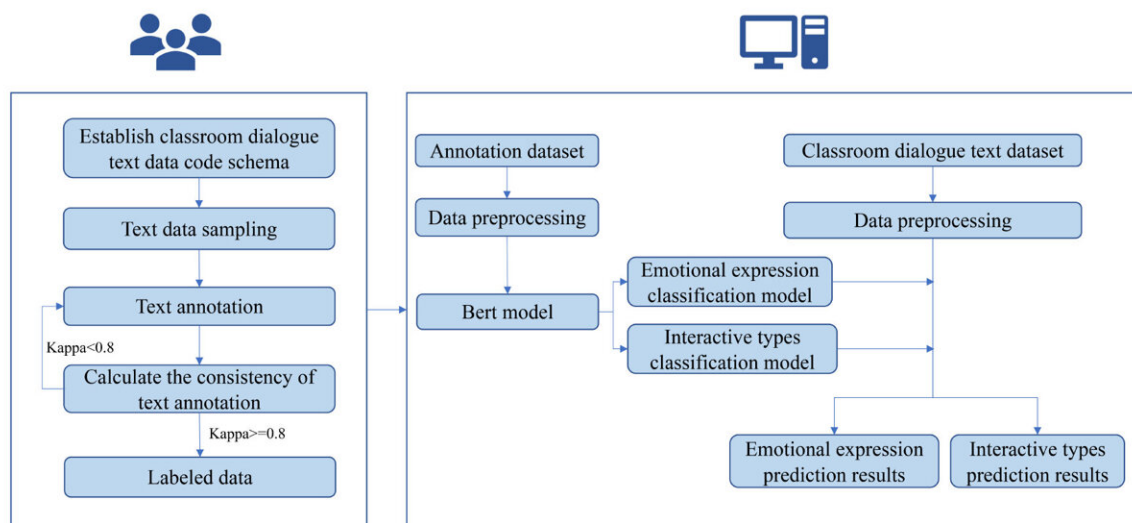 Establish classroom dialogue
text data code schema
Text data sampling
Text annotation
Kappa<0.8
Calculate the consistency of
text annotation
Kappa>=0.8
Labeled data
Annotation dataset
Data preprocessing
Bert model
Emotional expression
classification model
Interactive types
classification model
Classroom dialogue text dataset
Data preprocessing
Emotional expression
prediction results
Interactive types
prediction results